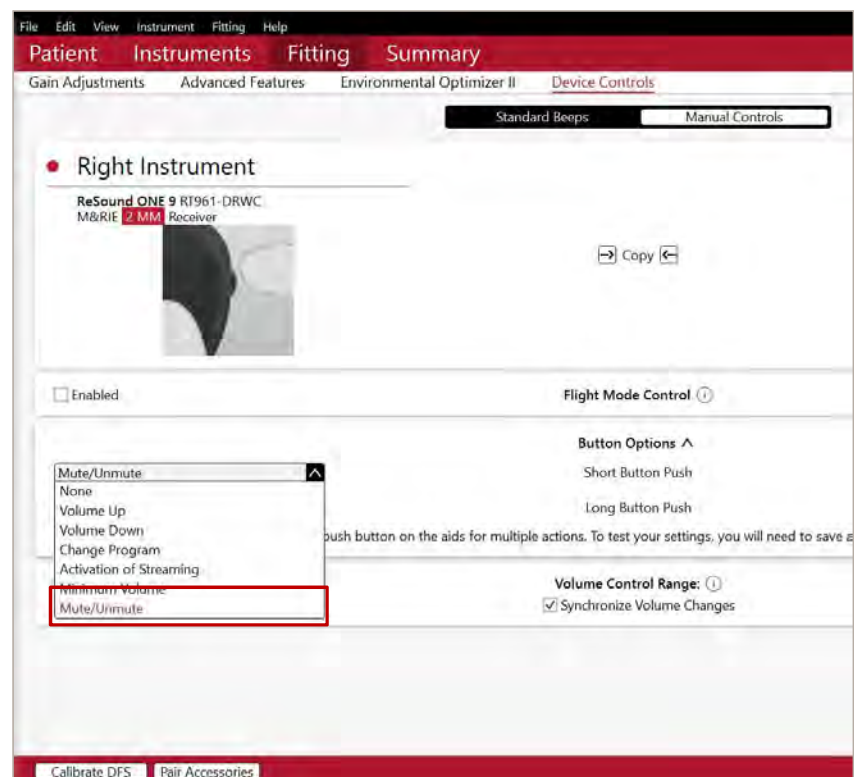 File Edit View Instrument Fitting Help
Patient Instruments Fitting Summary
Gain Adjustments Advanced Features Environmental Optimizer II Device Controls
Standard Beeps Manual Controls
Right Instrument
ReSound ONE 9 RT961-DRWC
M&RIE 2 MM Receiver
Copy
Enabled Flight Mode Control
Button Options
Mute/Unmute Short Button Push
None
Volume Up Long Button Push
Volume Down
push button on the aids for multiple actions. To test your settings, you will need to save a
Change Program
Activation of Streaming
Minimum Volume Volume Control Range:
Mute/Unmute Synchronize Volume Changes
Calibrate DFS Pair Accessories